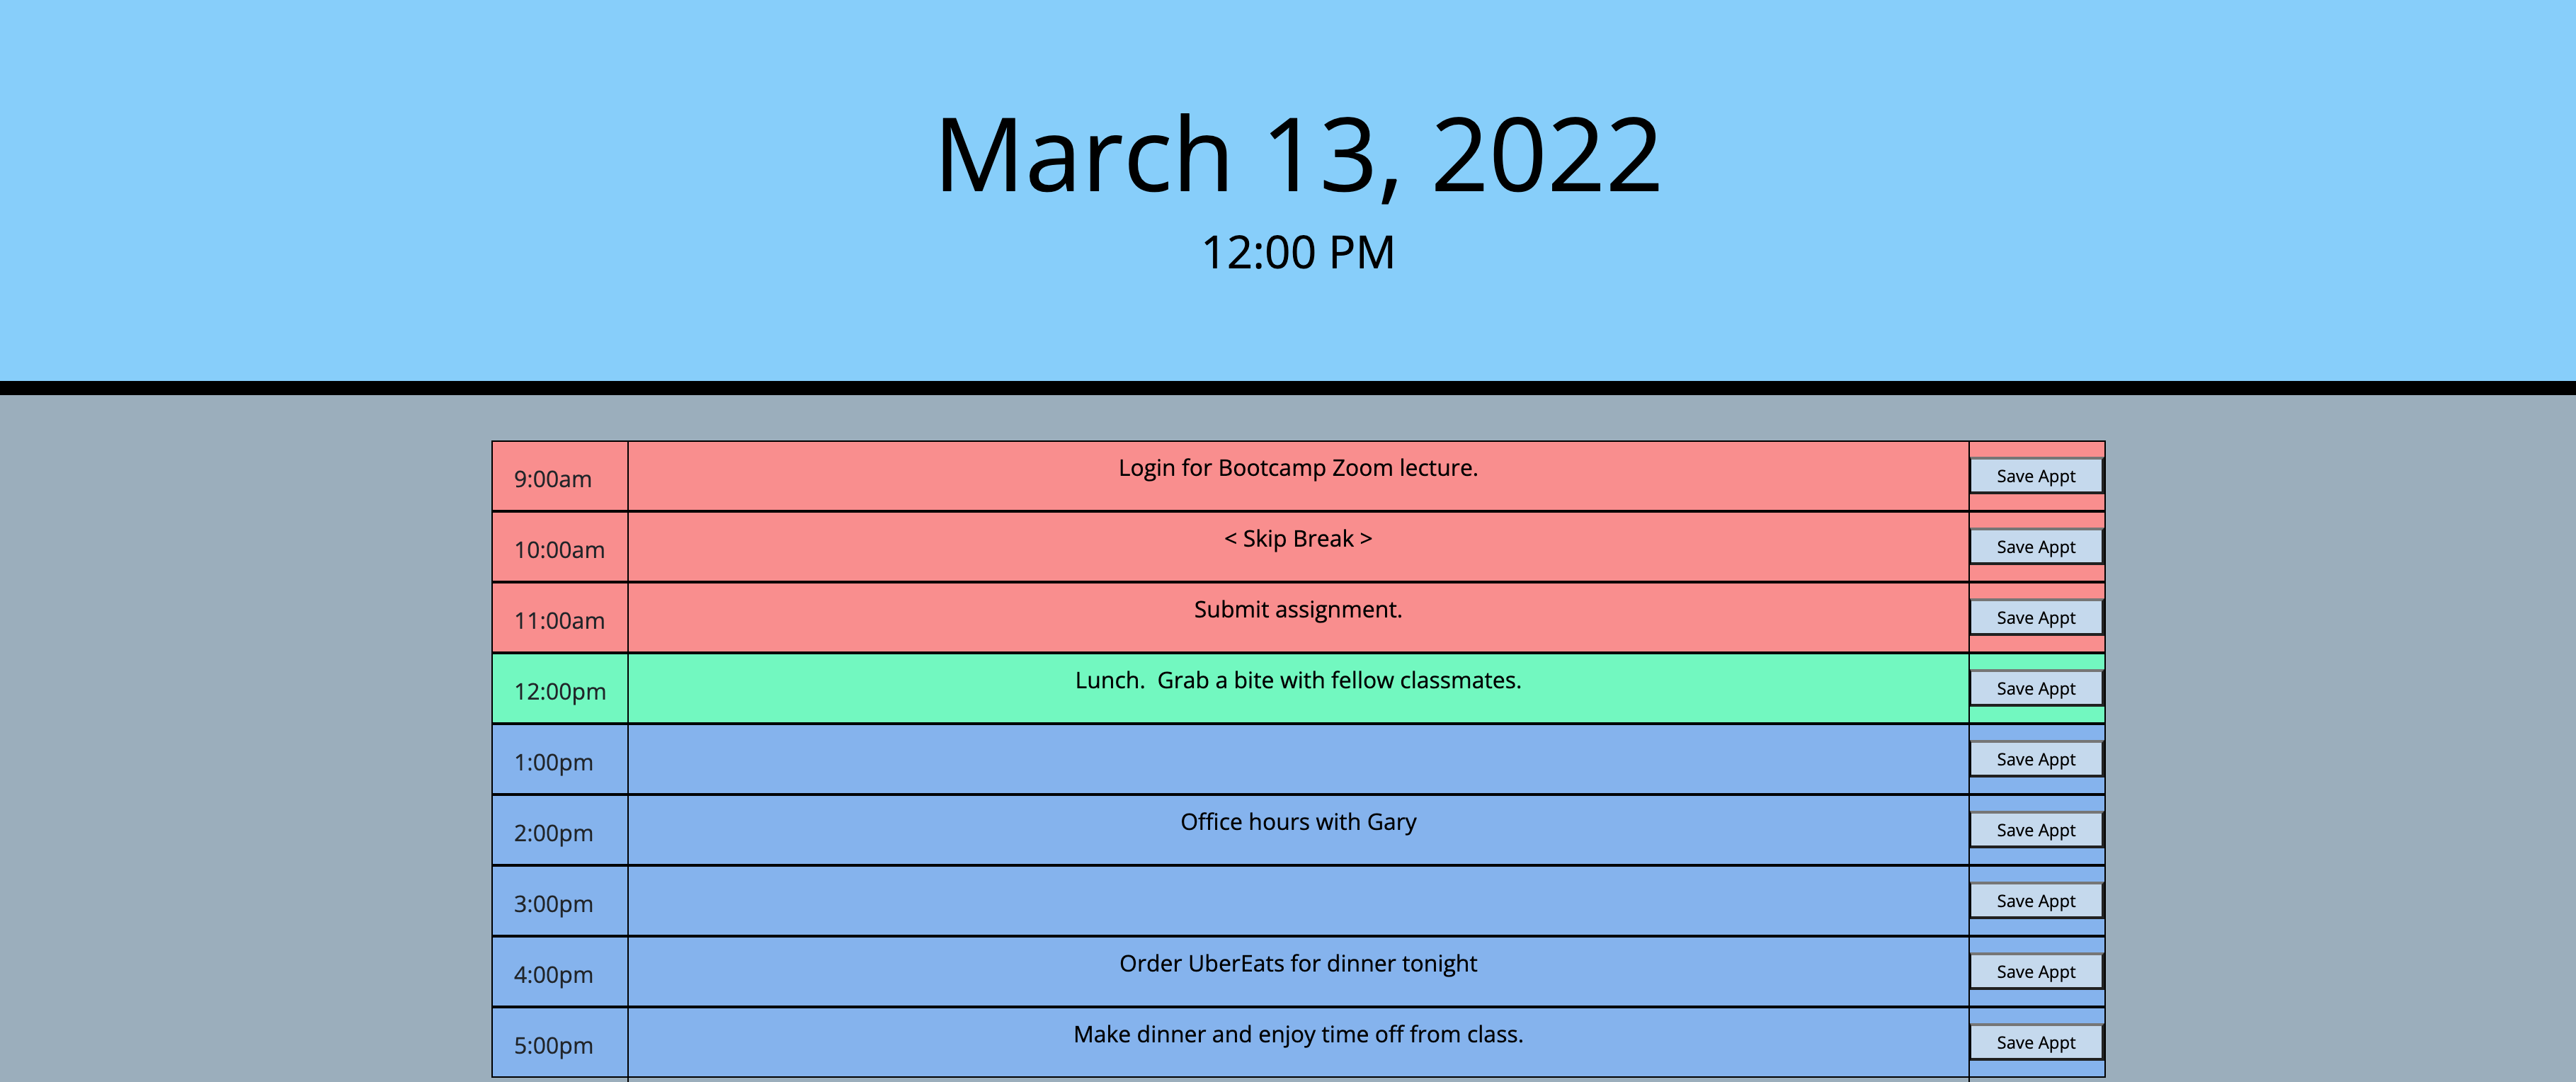 March 13, 2022
12:00 PM
9:00am Login for Bootcamp Zoom lecture. Save Appt
10:00am < Skip Break > Save Appt
11:00am Submit assignment. Save Appt
12:00pm Lunch.  Grab a bite with fellow classmates. Save Appt
1:00pm Save Appt
2:00pm Office hours with Gary Save Appt
3:00pm Save Appt
4:00pm Order UberEats for dinner tonight Save Appt
5:00pm Make dinner and enjoy time off from class. Save Appt